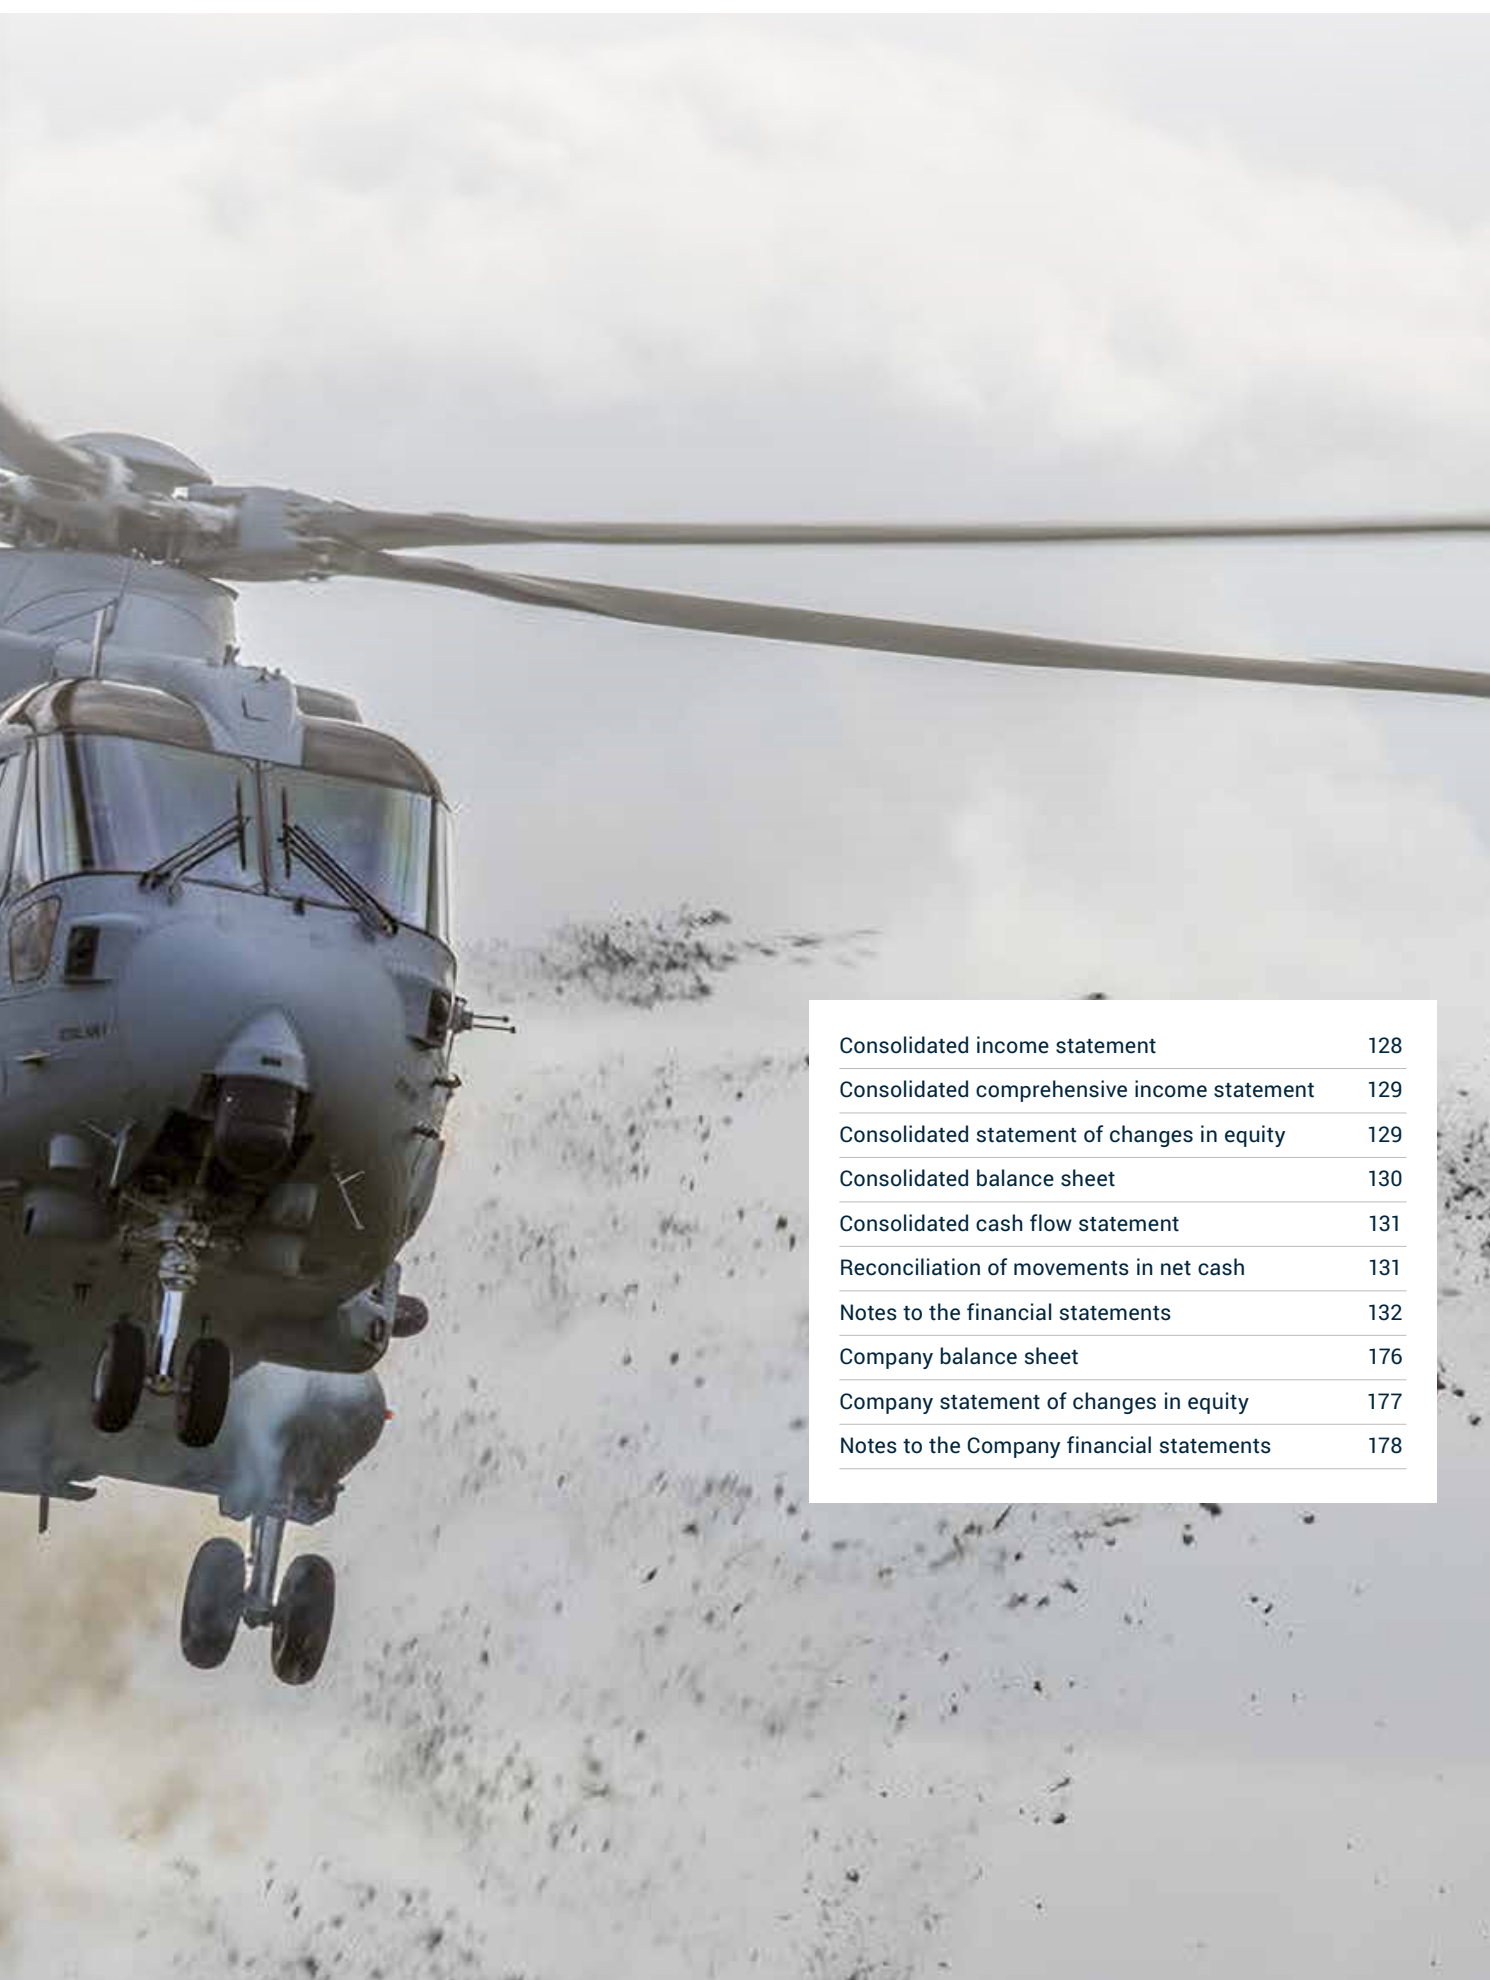 Consolidated income statement 128
Consolidated comprehensive income statement 129
Consolidated statement of changes in equity 129
Consolidated balance sheet 130
Consolidated cash flow statement 131
Reconciliation of movements in net cash 131
Notes to the financial statements 132
Company balance sheet 176
Company statement of changes in equity 177
Notes to the Company financial statements 178